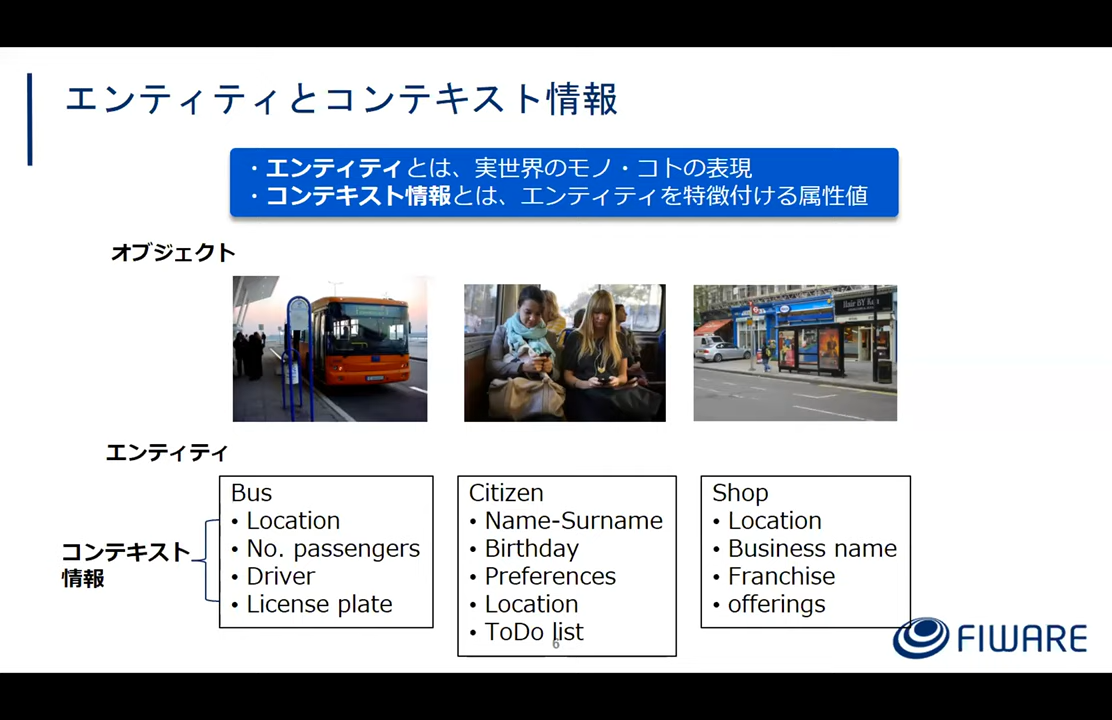 エンティティとコンテキスト情報
・エンティティとは、実世界のモノ・コトの表現
・コンテキスト情報とは、エンティティを特徴付ける属性値
オブジェクト
Hair BY Ker
エンティティ
コンテキスト
情報
Bus
• Location
• No. passengers
• Driver
• License plate
Citizen
• Name-Surname
• Birthday
• Preferences
• Location
• ToDo list
Shop
• Location
• Business name
• Franchise
• offerings
6
FIWARE